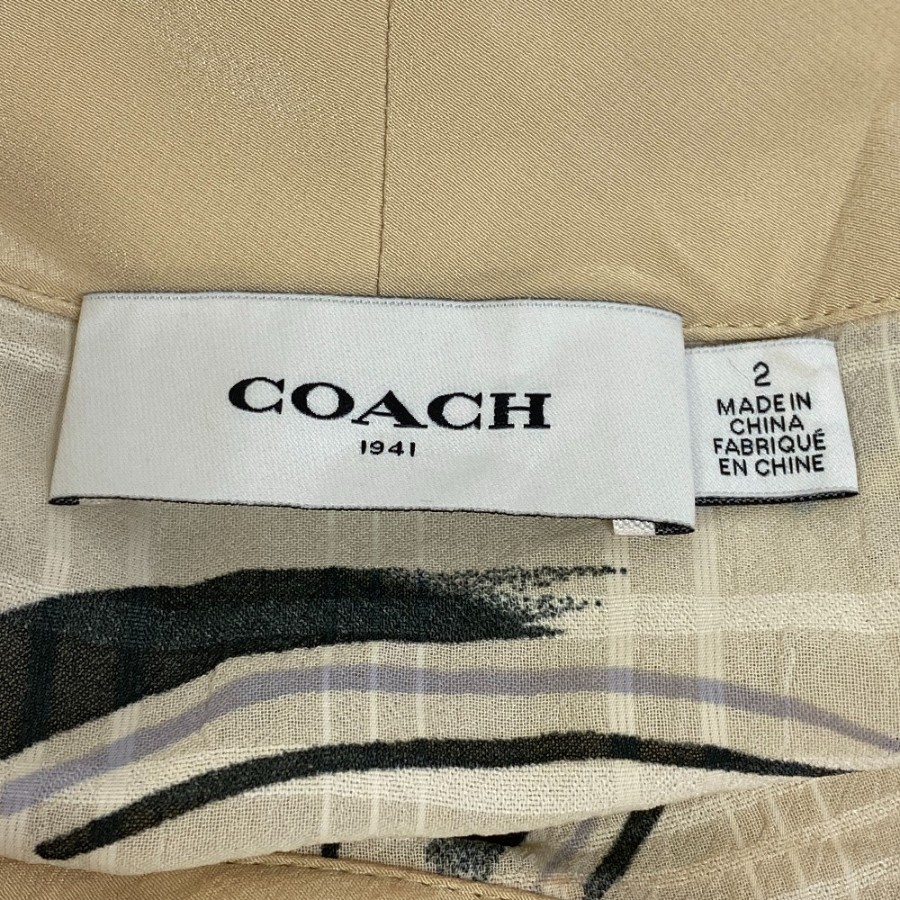 COACH
1941
2
MADE IN
CHINA
FABRIQUÉ
EN CHINE